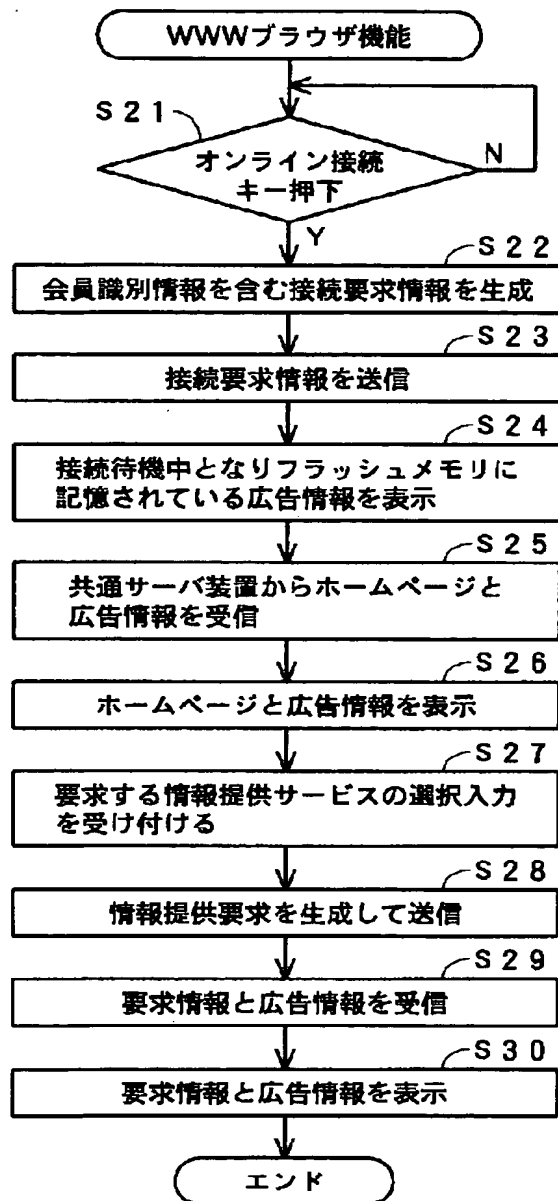 WWWブラウザ機能
S21
オンライン接続
キー押下
N
Y
S22
会員識別情報を含む接続要求情報を生成
S23
接続要求情報を送信
S24
接続待機中となりフラッシュメモリに
記憶されている広告情報を表示
S25
共通サーバ装置からホームページと
広告情報を受信
S26
ホームページと広告情報を表示
S27
要求する情報提供サービスの選択入力
を受け付ける
S28
情報提供要求を生成して送信
S29
要求情報と広告情報を受信
S30
要求情報と広告情報を表示
エンド